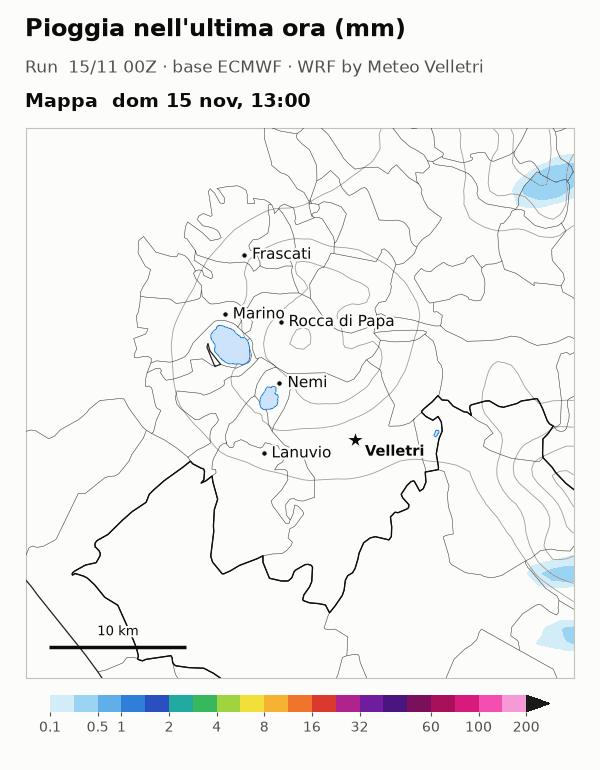 Pioggia nell'ultima ora (mm)
Run  15/11 00Z · base ECMWF · WRF by Meteo Velletri
Mappa  dom 15 nov, 13:00
Frascati
Marino
Rocca di Papa
Nemi
Velletri
Lanuvio
10 km
0.1 0.5 1 2 4 8 16 32 60 100 200